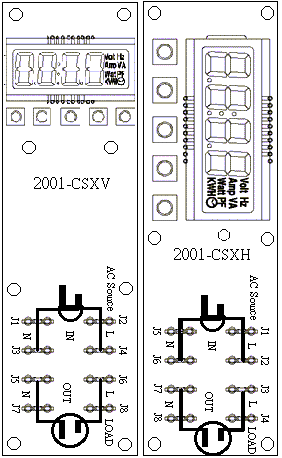 Volt Hz
Amp VA
Watt PF
KWH
2001-CSXV
AC Source
J1
J2
N
IN
L
J3
J4
J5
J6
N
OUT
L
J7
J8
LOAD
Volt Hz
Amp VA
Watt PF
KWH
2001-CSXH
AC Source
J5
J1
N
IN
L
J6
J2
J7
J3
N
OUT
L
J8
J4
LOAD